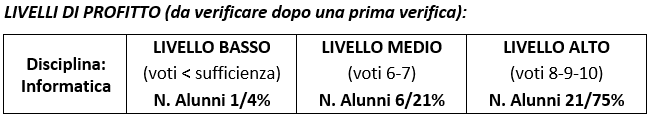 LIVELLI DI PROFITTO (da verificare dopo una prima verifica):
Disciplina:
Informatica
LIVELLO BASSO
(voti < sufficienza)
N. Alunni 1/4%
LIVELLO MEDIO
(voti 6-7)
N. Alunni 6/21%
LIVELLO ALTO
(voti 8-9-10)
N. Alunni 21/75%